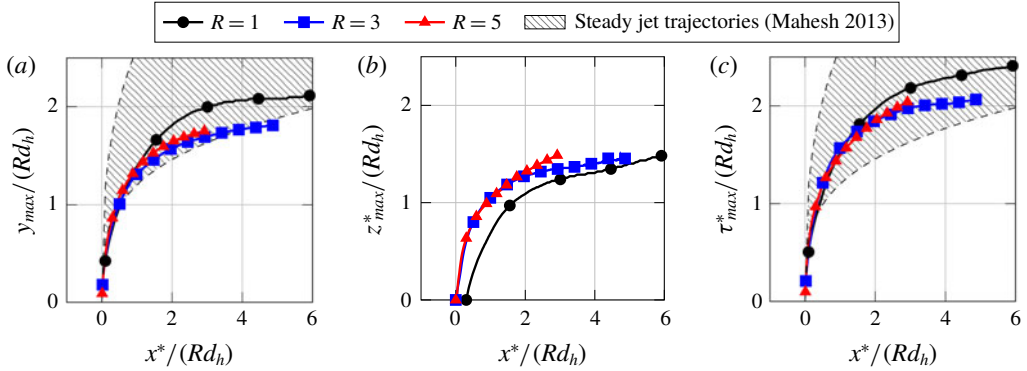 R = 1 R = 3 R = 5 Steady jet trajectories (Mahesh 2013)
(a) (b) (c)
y_max/(Rd_h)
2
1
0
0 2 4 6
x*/(Rd_h)
z*_max/(Rd_h)
2
1
0
0 2 4 6
x*/(Rd_h)
τ*_max/(Rd_h)
2
1
0
0 2 4 6
x*/(Rd_h)